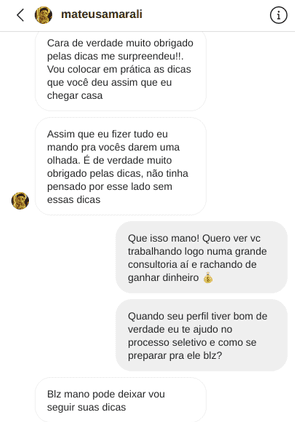 mateusamarali
Cara de verdade muito obrigado
pelas dicas me surpreendeu!!.
Vou colocar em prática as dicas
que você deu assim que eu
chegar casa
Assim que eu fizer tudo eu
mando pra vocês darem uma
olhada. É de verdade muito
obrigado pelas dicas, não tinha
pensado por esse lado sem
essas dicas
Que isso mano! Quero ver vc
trabalhando logo numa grande
consultoria aí e rachando de
ganhar dinheiro 💰
Quando seu perfil tiver bom de
verdade eu te ajudo no
processo seletivo e como se
preparar pra ele blz?
Blz mano pode deixar vou
seguir suas dicas